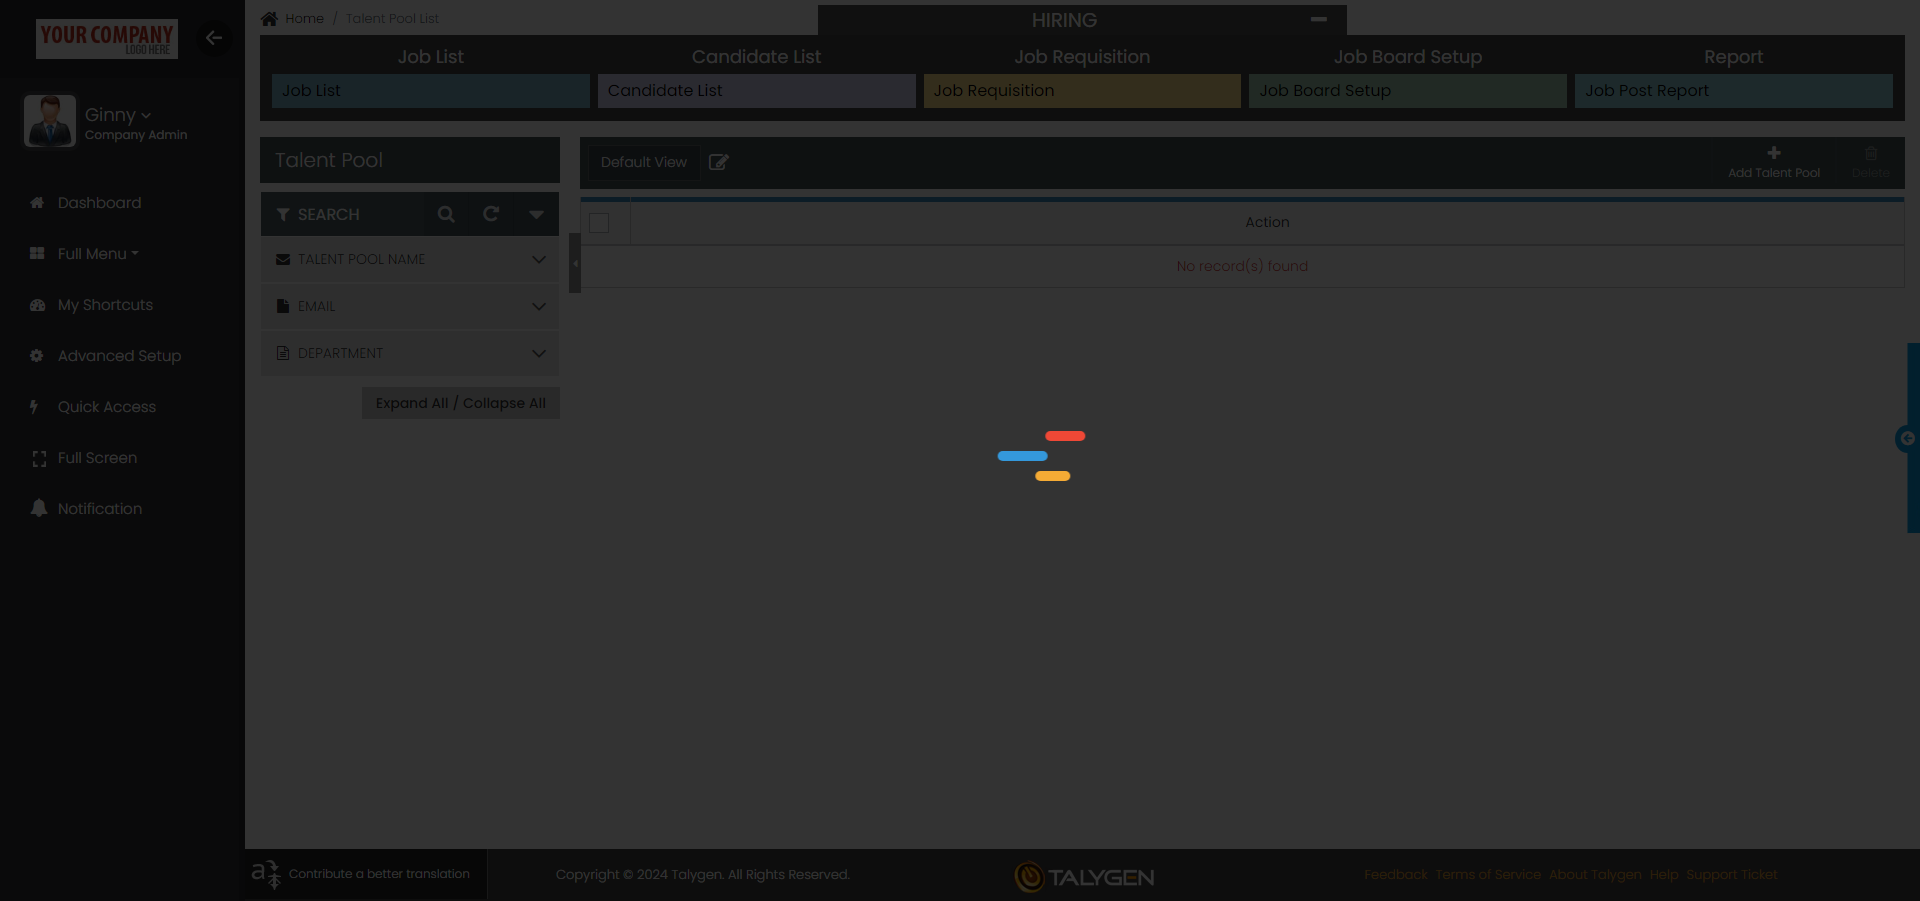 YOUR COMPANY
LOGO HERE
Ginny
Company Admin
Dashboard
Full Menu
My Shortcuts
Advanced Setup
Quick Access
Full Screen
Notification
Home / Talent Pool List
HIRING
Job List
Candidate List
Job Requisition
Job Board Setup
Report
Job List
Candidate List
Job Requisition
Job Board Setup
Job Post Report
Talent Pool
SEARCH
TALENT POOL NAME
EMAIL
DEPARTMENT
Expand All / Collapse All
Default View
Add Talent Pool
Delete
Action
No record(s) found
Contribute a better translation
Copyright © 2024 Talygen. All Rights Reserved.
TALYGEN
Feedback Terms of Service About Talygen Help Support Ticket